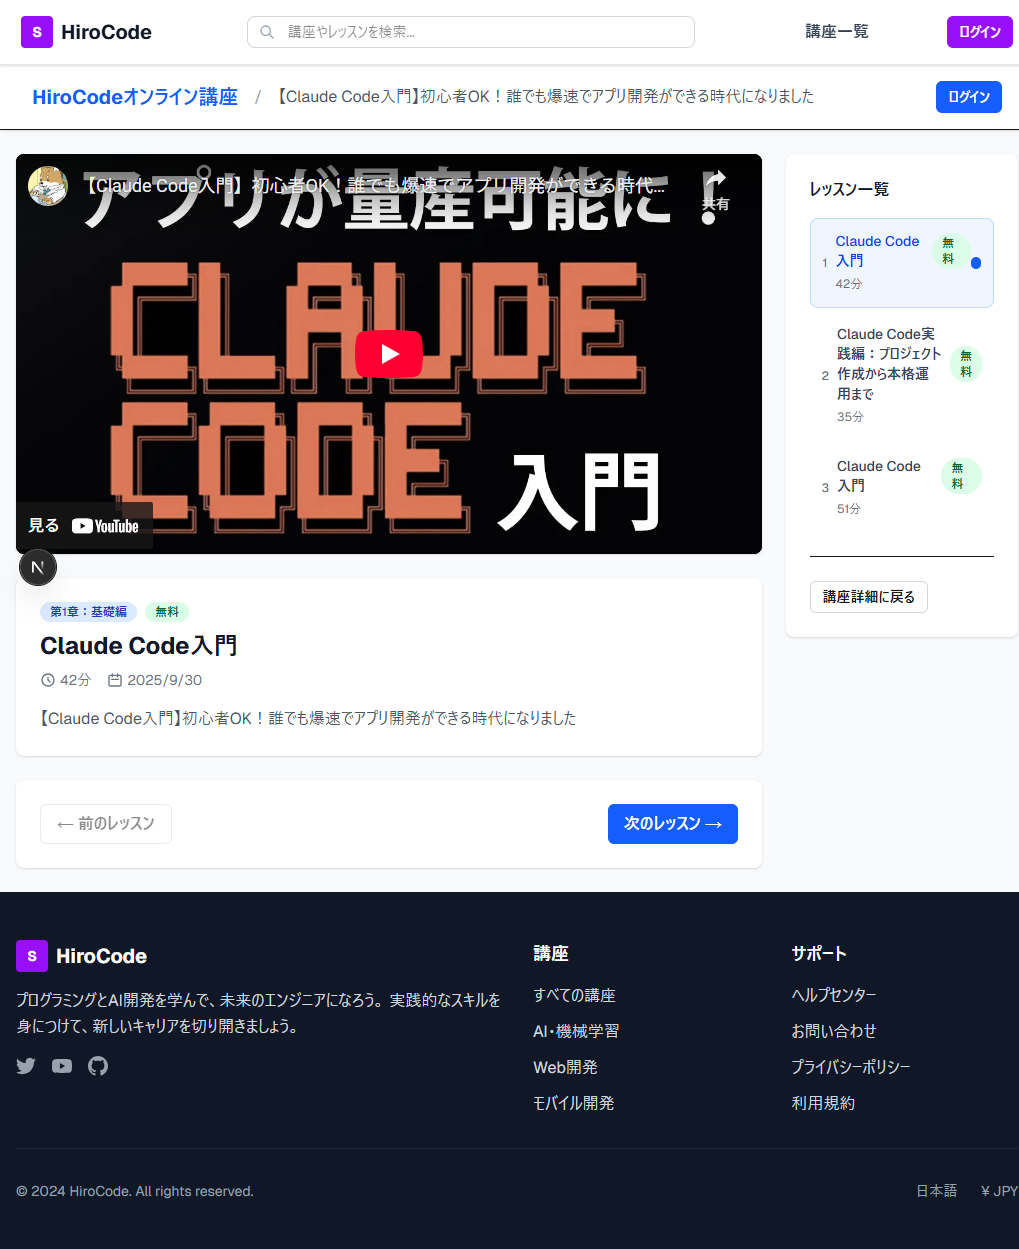 S HiroCode
講座やレッスンを検索...
講座一覧
ログイン
HiroCodeオンライン講座 / 【Claude Code入門】初心者OK！誰でも爆速でアプリ開発ができる時代になりました
ログイン
アプリが量産可能に！
【Claude Code入門】初心者OK！誰でも爆速でアプリ開発ができる時代...
共有
CLAUDE
CODE
入門
見る YouTube
N
第1章：基礎編 無料
Claude Code入門
42分 2025/9/30
【Claude Code入門】初心者OK！誰でも爆速でアプリ開発ができる時代になりました
← 前のレッスン
次のレッスン →
レッスン一覧
1
Claude Code
入門
42分
無
料
2
Claude Code実
践編：プロジェクト
作成から本格運
用まで
35分
無
料
3
Claude Code
入門
51分
無
料
講座詳細に戻る
S HiroCode
プログラミングとAI開発を学んで、未来のエンジニアになろう。実践的なスキルを
身につけて、新しいキャリアを切り開きましょう。
講座
すべての講座
AI・機械学習
Web開発
モバイル開発
サポート
ヘルプセンター
お問い合わせ
プライバシーポリシー
利用規約
© 2024 HiroCode. All rights reserved.
日本語
¥ JPY